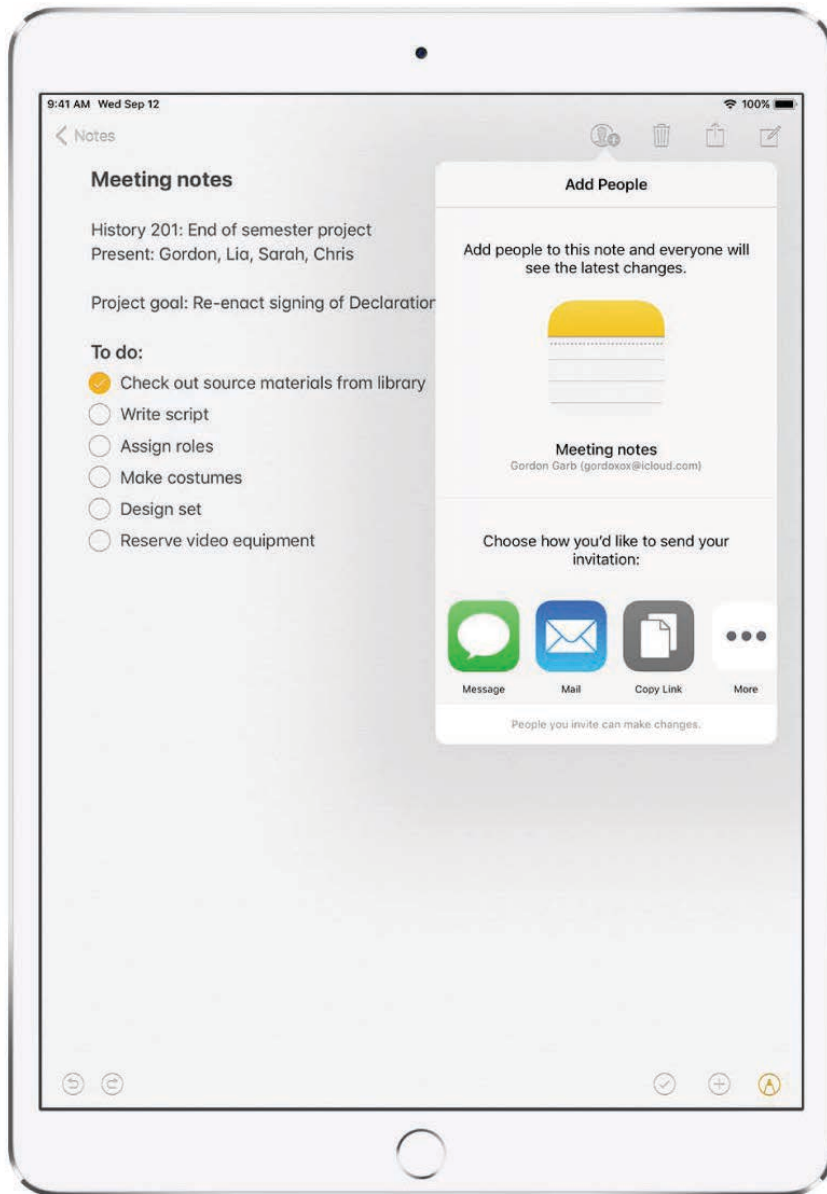 9:41 AM Wed Sep 12
100%
Notes
Meeting notes
History 201: End of semester project
Present: Gordon, Lia, Sarah, Chris
Project goal: Re-enact signing of Declaration
To do:
Check out source materials from library
Write script
Assign roles
Make costumes
Design set
Reserve video equipment
Add People
Add people to this note and everyone will
see the latest changes.
Meeting notes
Gordon Garb (gordoxox@icloud.com)
Choose how you'd like to send your
invitation:
Message Mail Copy Link More
People you invite can make changes.